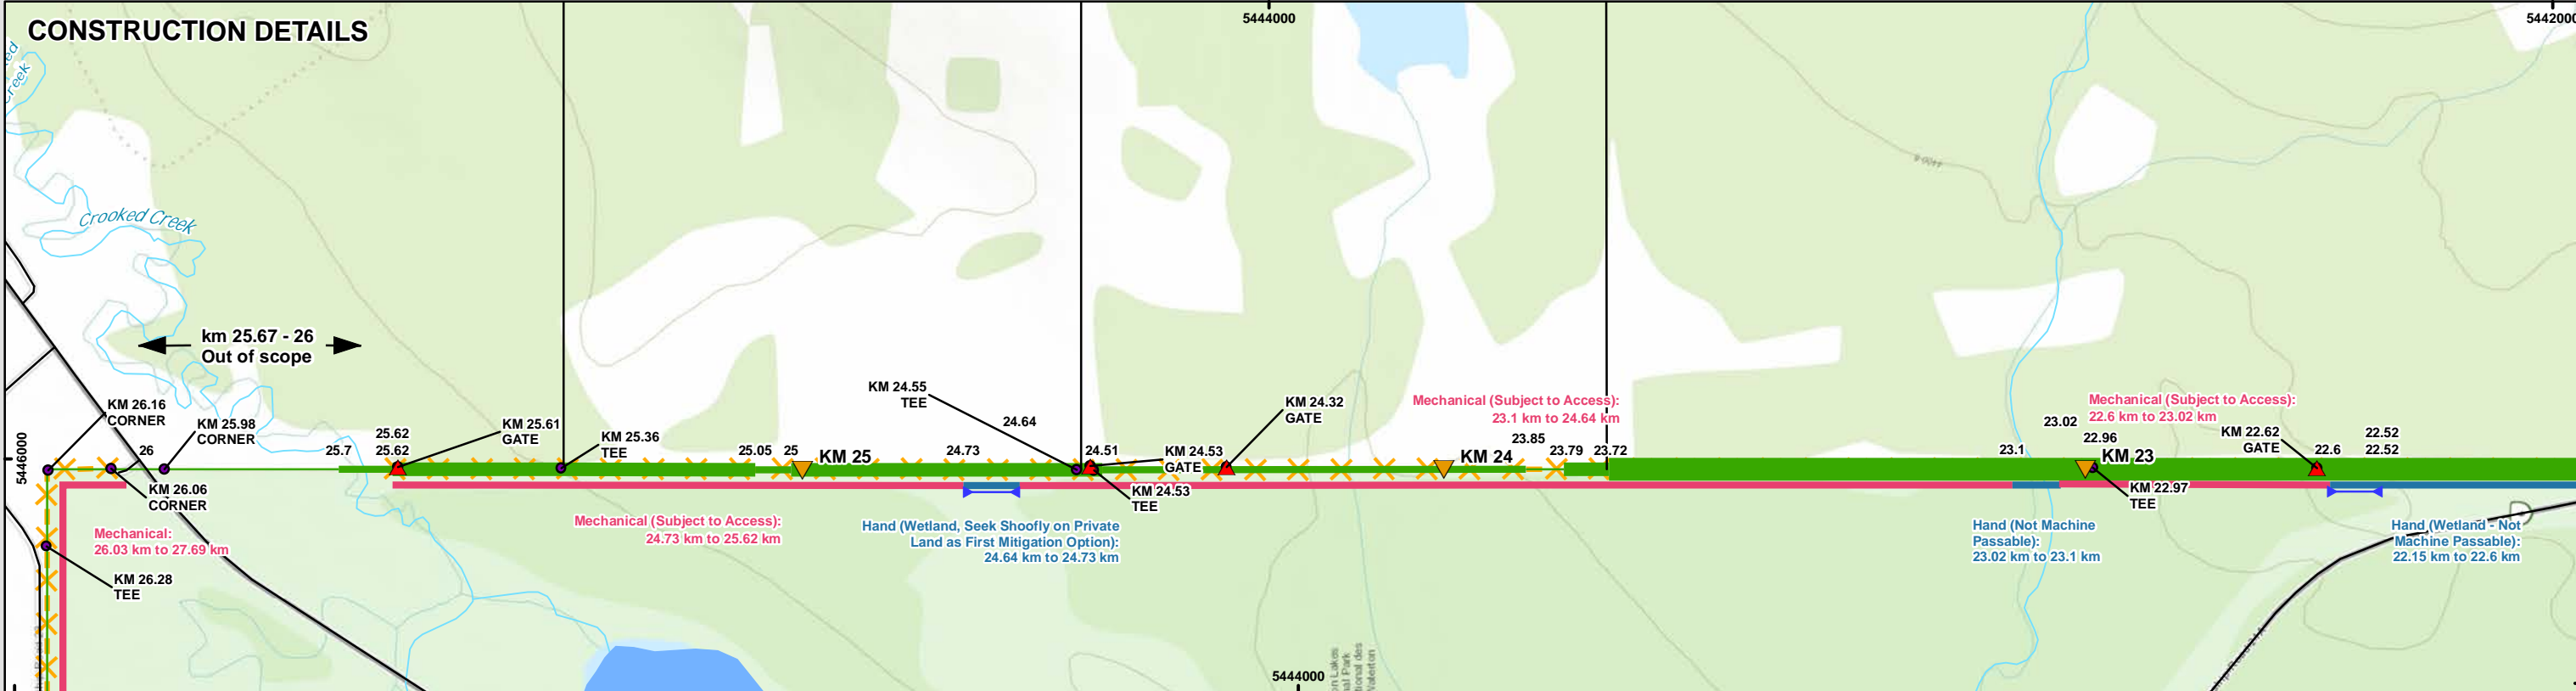 CONSTRUCTION DETAILS
5444000
5442000
Creek
Crooked Creek
km 25.67 - 26
Out of scope
KM 26.16
CORNER
KM 25.98
CORNER
26
5446000
KM 26.06
CORNER
Mechanical:
26.03 km to 27.69 km
KM 26.28
TEE
25.7
25.62
25.62
KM 25.61
GATE
KM 25.36
TEE
25.05
25
KM 25
Mechanical (Subject to Access):
24.73 km to 25.62 km
24.73
KM 24.55
TEE
24.64
Hand (Wetland, Seek Shoofly on Private
Land as First Mitigation Option):
24.64 km to 24.73 km
24.51
KM 24.53
GATE
KM 24.53
TEE
KM 24.32
GATE
Mechanical (Subject to Access):
23.1 km to 24.64 km
KM 24
23.85
23.79
23.72
23.1
23.02
22.96
KM 23
KM 22.97
TEE
Mechanical (Subject to Access):
22.6 km to 23.02 km
KM 22.62
GATE
22.6
22.52
22.52
Hand (Not Machine
Passable):
23.02 km to 23.1 km
Hand (Wetland - Not
Machine Passable):
22.15 km to 22.6 km
5444000